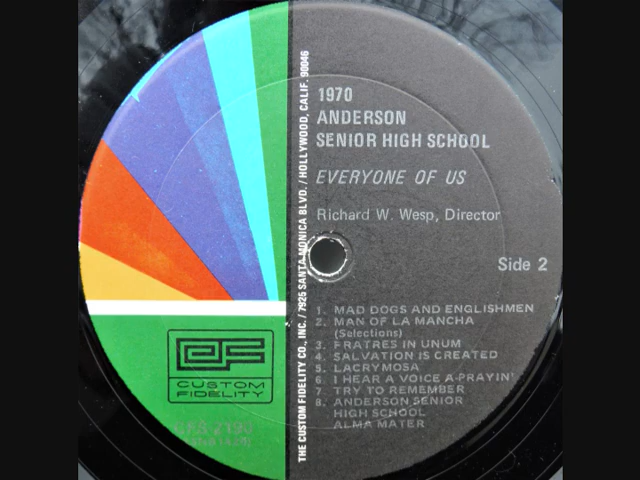 1970
ANDERSON
SENIOR HIGH SCHOOL
EVERYONE OF US
Richard W. Wesp, Director
Side 2
1. MAD DOGS AND ENGLISHMEN
2. MAN OF LA MANCHA
(Selections)
3. FRATRES IN UNUM
4. SALVATION IS CREATED
5. LACRYMOSA
6. I HEAR A VOICE A-PRAYIN'
7. TRY TO REMEMBER
8. ANDERSON SENIOR
HIGH SCHOOL
ALMA MATER
THE CUSTOM FIDELITY CO., INC. / 7925 SANTA MONICA BLVD. / HOLLYWOOD, CALIF. 90046
CF
CUSTOM
FIDELITY